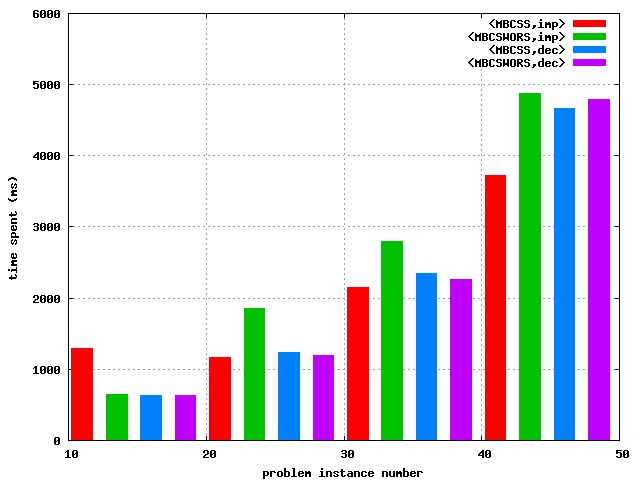 6000
<MBCSS,imp>
<MBCSWORS,imp>
<MBCSS,dec>
<MBCSWORS,dec>
5000
4000
3000
2000
1000
0
time spent (ms)
10 20 30 40 50
problem instance number